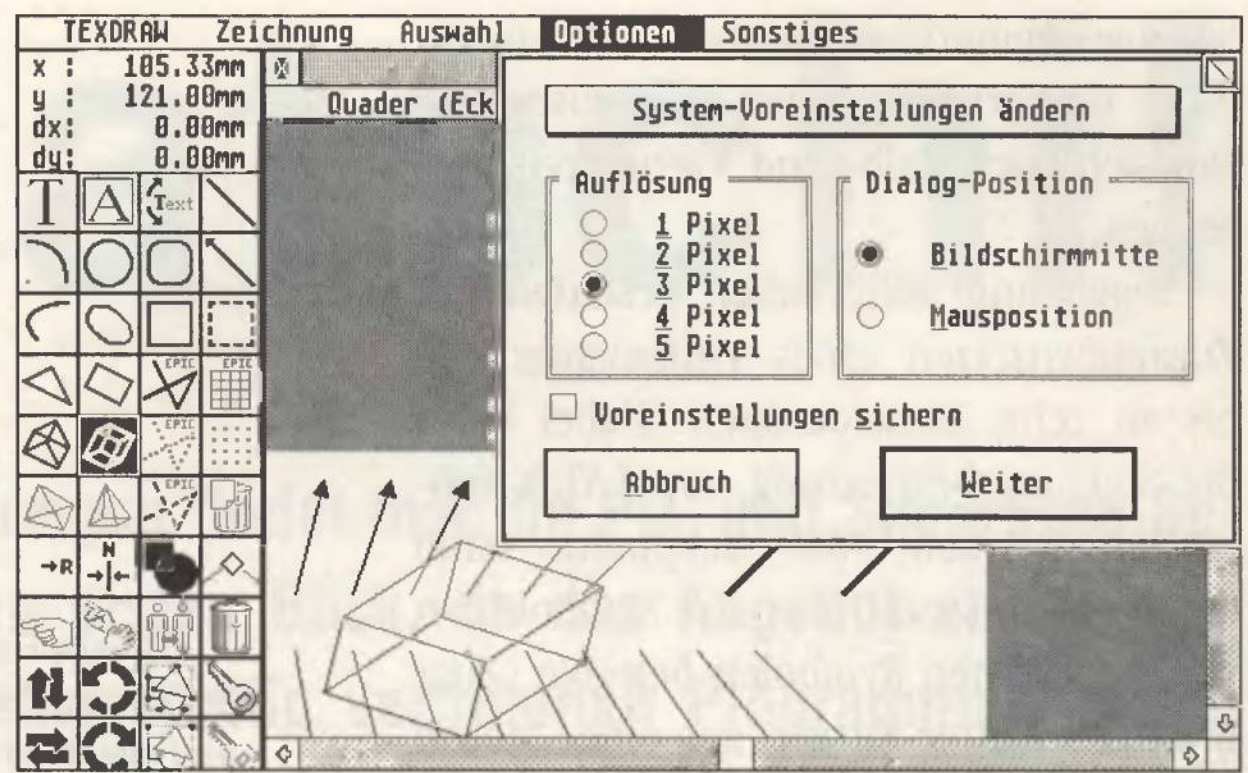 TEXDRAW Zeichnung Auswahl Optionen Sonstiges
x : 105.33mm
y : 121.00mm
dx: 0.00mm
dy: 0.00mm
Quader (Eck
System-Voreinstellungen ändern
Auflösung
1 Pixel
2 Pixel
3 Pixel
4 Pixel
5 Pixel
Dialog-Position
Bildschirmmitte
Mausposition
Voreinstellungen sichern
Abbruch
Weiter
T A Text
EPIC EPIC
EPIC
EPIC
→R N